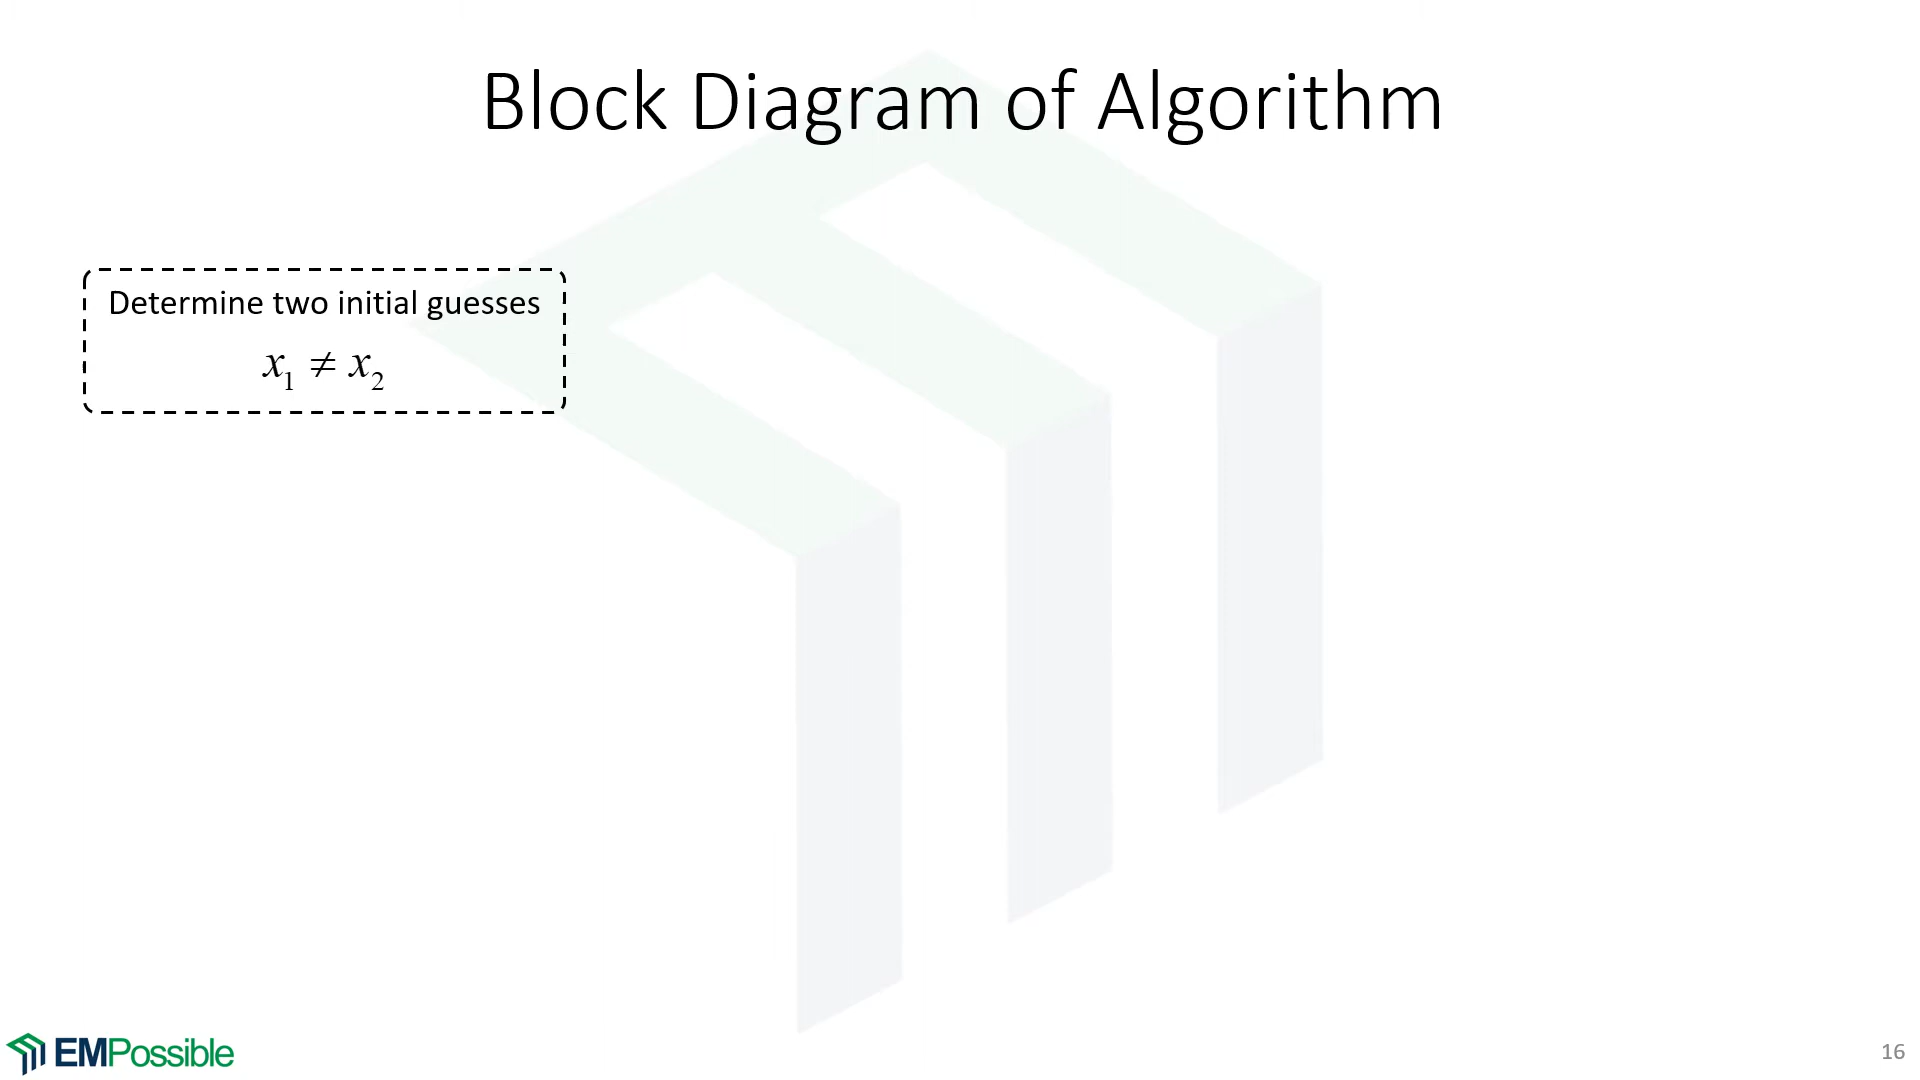 Block Diagram of Algorithm
Determine two initial guesses
x₁ ≠ x₂
EMPossible
16